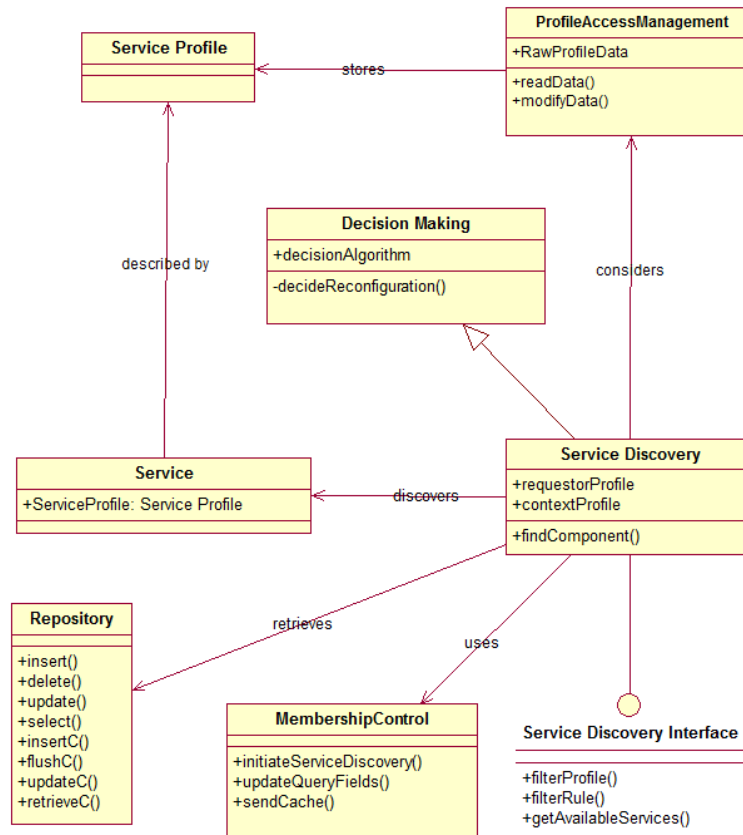 Service Profile
ProfileAccessManagement
+RawProfileData
+readData()
+modifyData()
stores
Decision Making
+decisionAlgorithm
-decideReconfiguration()
described by
considers
Service
+ServiceProfile: Service Profile
discovers
Service Discovery
+requestorProfile
+contextProfile
+findComponent()
Repository
+insert()
+delete()
+update()
+select()
+insertC()
+flushC()
+updateC()
+retrieveC()
retrieves
uses
MembershipControl
+initiateServiceDiscovery()
+updateQueryFields()
+sendCache()
Service Discovery Interface
+filterProfile()
+filterRule()
+getAvailableServices()